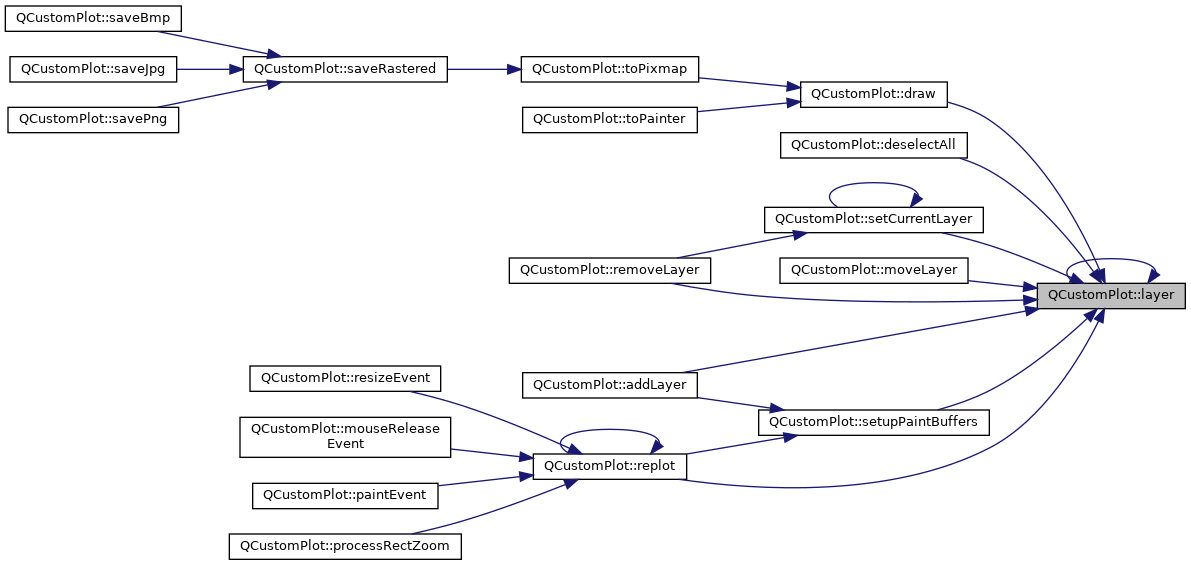 QCustomPlot::saveBmp
QCustomPlot::saveJpg
QCustomPlot::saveRastered
QCustomPlot::toPixmap
QCustomPlot::draw
QCustomPlot::savePng
QCustomPlot::toPainter
QCustomPlot::deselectAll
QCustomPlot::setCurrentLayer
QCustomPlot::removeLayer
QCustomPlot::moveLayer
QCustomPlot::layer
QCustomPlot::resizeEvent
QCustomPlot::addLayer
QCustomPlot::mouseRelease
Event
QCustomPlot::setupPaintBuffers
QCustomPlot::replot
QCustomPlot::paintEvent
QCustomPlot::processRectZoom